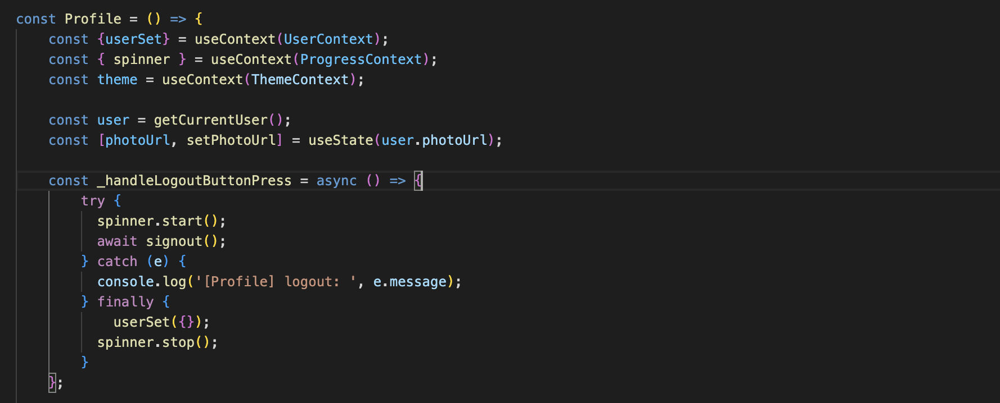 const Profile = () => {
    const {userSet} = useContext(UserContext);
    const { spinner } = useContext(ProgressContext);
    const theme = useContext(ThemeContext);

    const user = getCurrentUser();
    const [photoUrl, setPhotoUrl] = useState(user.photoUrl);

    const _handleLogoutButtonPress = async () => {
        try {
          spinner.start();
          await signout();
        } catch (e) {
          console.log('[Profile] logout: ', e.message);
        } finally {
            userSet({});
          spinner.stop();
        }
    };